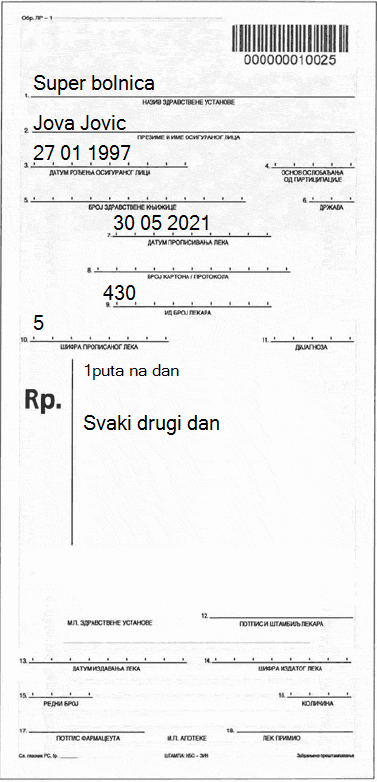 Обр. ЛР – 1
000000010025
Super bolnica
1.
НАЗИВ ЗДРАВСТВЕНЕ УСТАНОВЕ
Jova Jovic
2.
ПРЕЗИМЕ И ИМЕ ОСИГУРАНОГ ЛИЦА
27 01 1997
3. 4.
ДАТУМ РОЂЕЊА ОСИГУРАНОГ ЛИЦА ОСНОВ ОСЛОБАЂАЊА
ОД ПАРТИЦИПАЦИЈЕ
5. 6.
БРОЈ ЗДРАВСТВЕНЕ КЊИЖИЦЕ ДРЖАВА
30 05 2021
7.
ДАТУМ ПРОПИСИВАЊА ЛЕКА
8.
БРОЈ КАРТОНА / ПРОТОКОЛА
430
9.
ИД БРОЈ ЛЕКАРА
5
10. 11.
ШИФРА ПРОПИСАНОГ ЛЕКА ДИЈАГНОЗА
1puta na dan
Rp.
Svaki drugi dan
12.
М.П. ЗДРАВСТВЕНЕ УСТАНОВЕ ПОТПИС И ШТАМБИЉ ЛЕКАРА
13. 14.
ДАТУМ ИЗДАВАЊА ЛЕКА ШИФРА ИЗДАТОГ ЛЕКА
15. 16.
РЕДНИ БРОЈ КОЛИЧИНА
17. 18.
ПОТПИС ФАРМАЦЕУТА М.П. АПОТЕКЕ ЛЕК ПРИМИО
Сл. гласник РС, бр. ШТАМПА: НБС – ЗИН Забрањено прештампавање